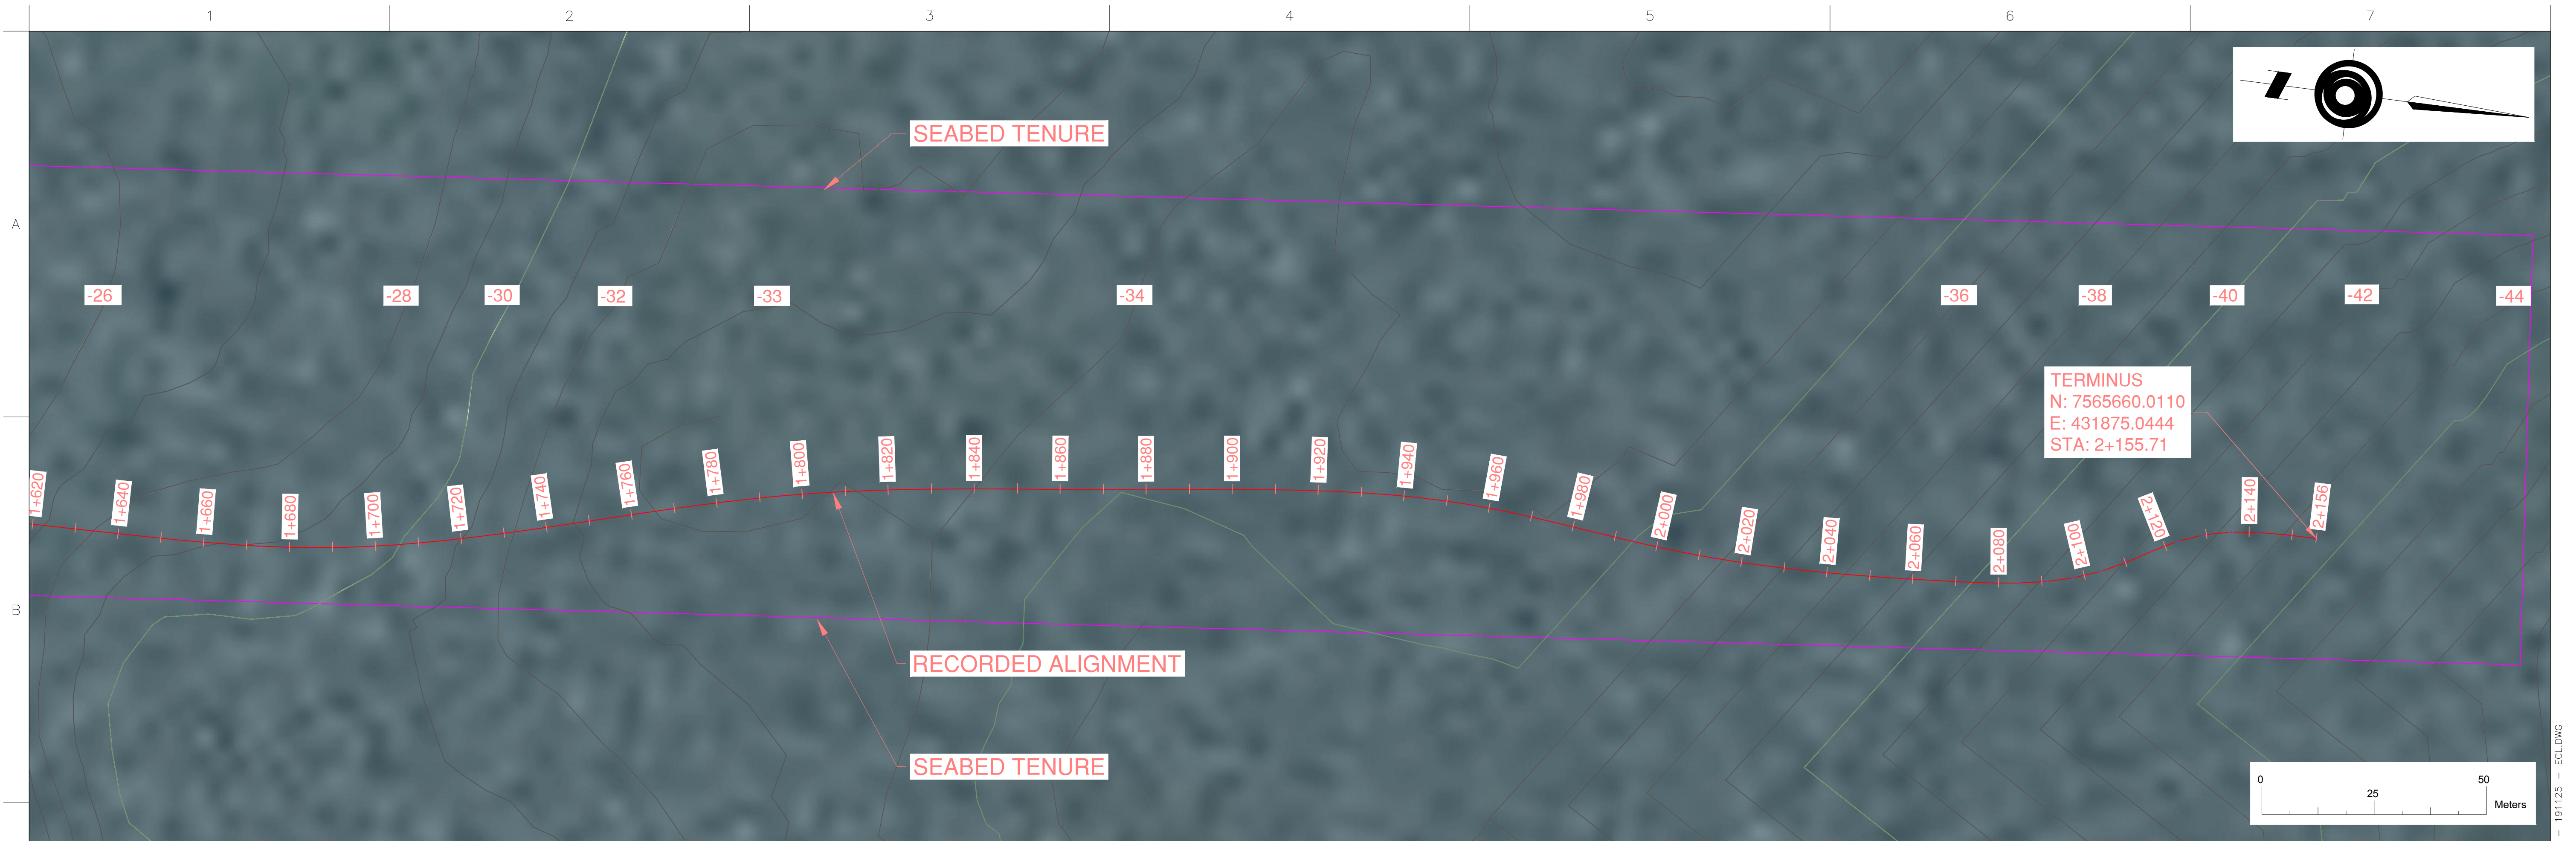 1 2 3 4 5 6 7
SEABED TENURE
A
-26 -28 -30 -32 -33 -34 -36 -38 -40 -42 -44
TERMINUS
N: 7565660.0110
E: 431875.0444
STA: 2+155.71
1+620 1+640 1+660 1+680 1+700 1+720 1+740 1+760 1+780 1+800 1+820 1+840 1+860 1+880 1+900 1+920 1+940 1+960 1+980 2+000 2+020 2+040 2+060 2+080 2+100 2+120 2+140 2+156
B
RECORDED ALIGNMENT
SEABED TENURE
0 25 50
Meters
– 191125 – ECL.DWG